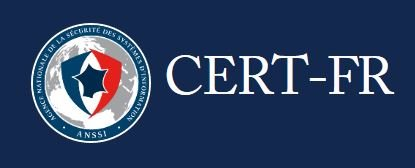 AGENCE NATIONALE DE LA SÉCURITÉ DES SYSTÈMES D'INFORMATION
• ANSSI •
CERT-FR